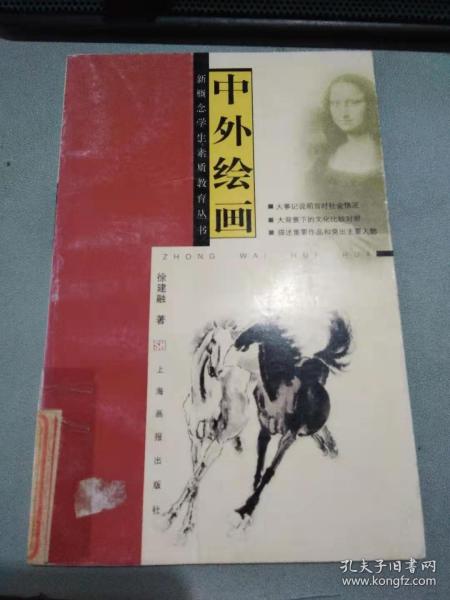 新概念学生素质教育丛书
中外绘画
■大事记说明当时社会情况
■大背景下的文化比较对照
■描述重要作品和突出主要人物
ZHONG WAI HUI HUA
徐建融 著
SH
上海画报出版社
孔夫子旧书网
www.kongfz.com